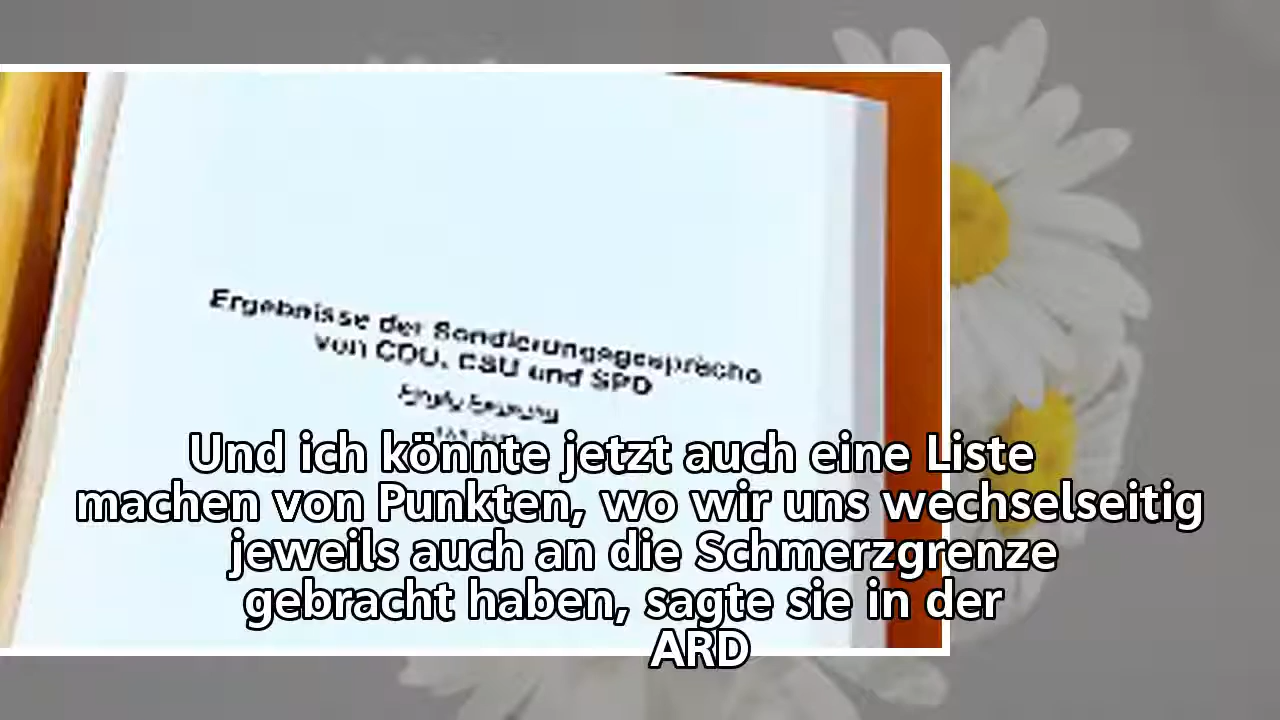 Ergebnisse der Sondierungsgespräche
von CDU, CSU und SPD
Und ich könnte jetzt auch eine Liste
machen von Punkten, wo wir uns wechselseitig
jeweils auch an die Schmerzgrenze
gebracht haben, sagte sie in der
ARD